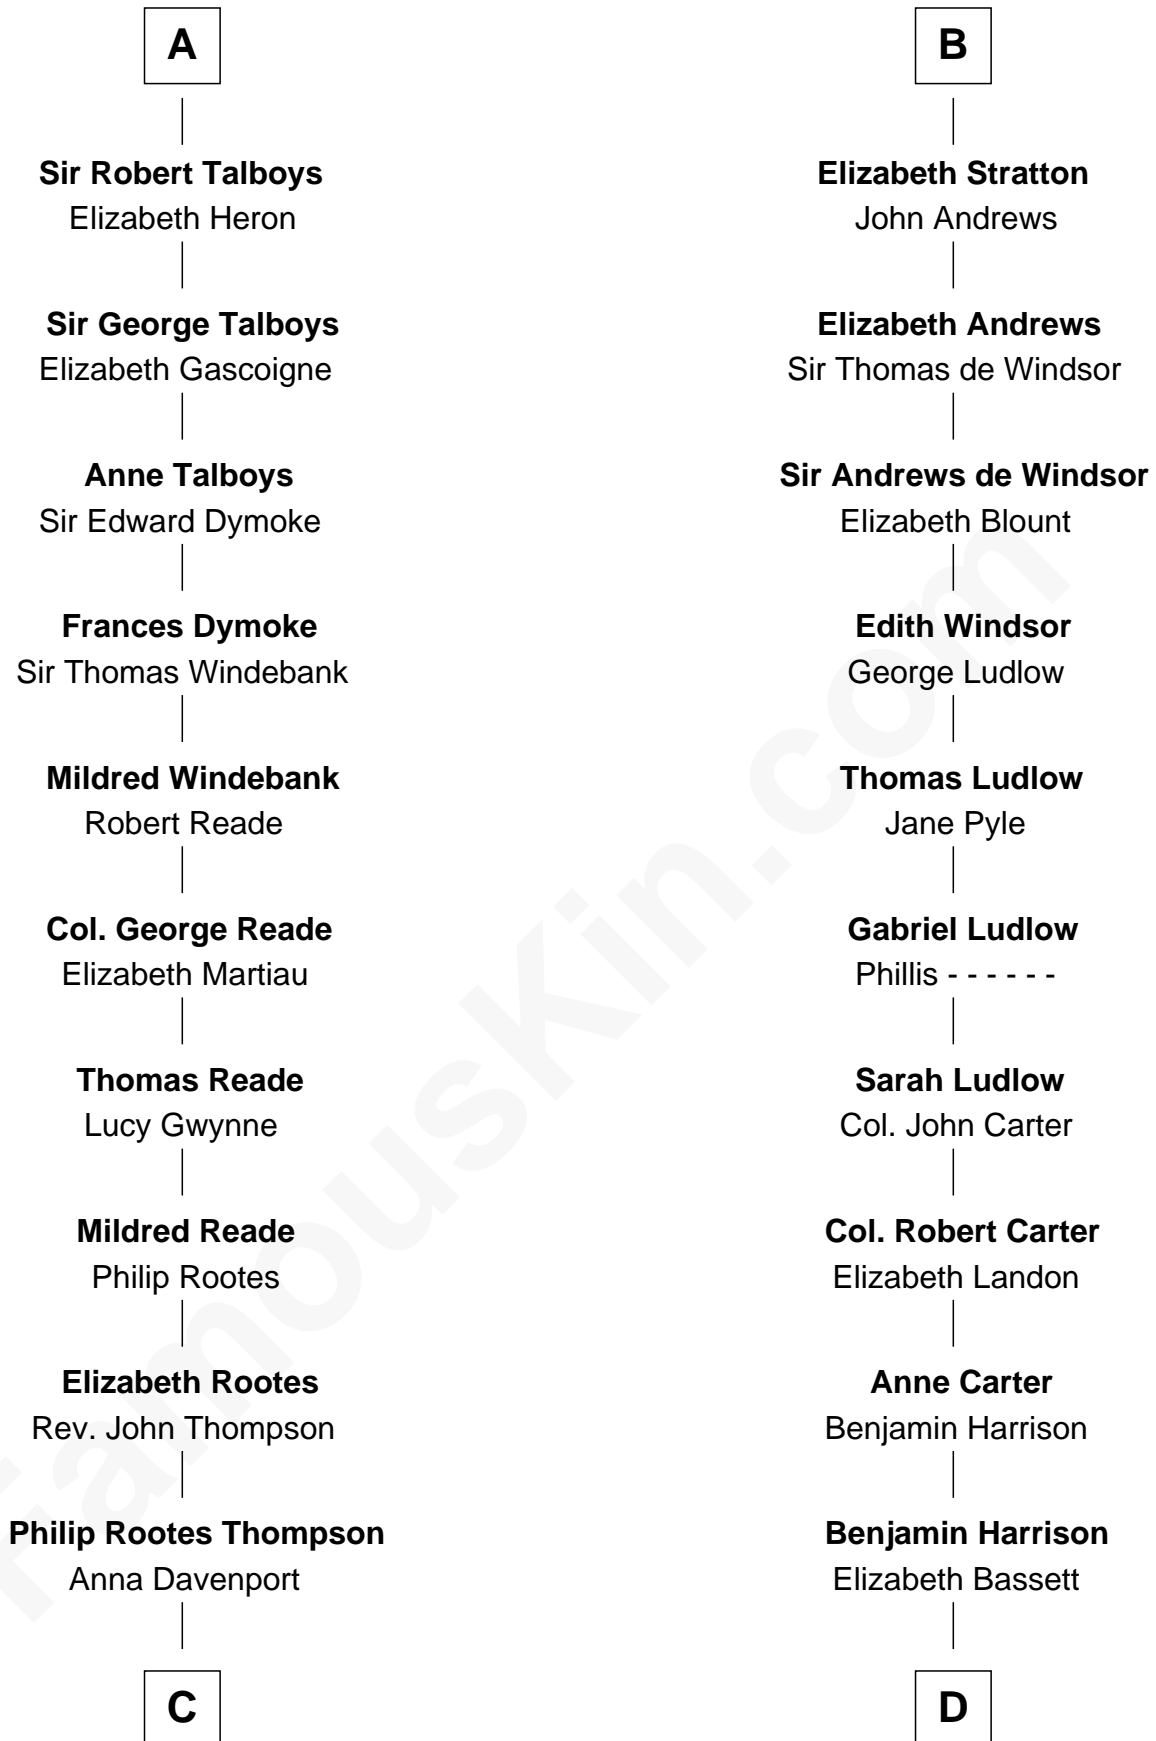 A
Sir Robert Talboys
Elizabeth Heron
Sir George Talboys
Elizabeth Gascoigne
Anne Talboys
Sir Edward Dymoke
Frances Dymoke
Sir Thomas Windebank
Mildred Windebank
Robert Reade
Col. George Reade
Elizabeth Martiau
Thomas Reade
Lucy Gwynne
Mildred Reade
Philip Rootes
Elizabeth Rootes
Rev. John Thompson
Philip Rootes Thompson
Anna Davenport
C
B
Elizabeth Stratton
John Andrews
Elizabeth Andrews
Sir Thomas de Windsor
Sir Andrews de Windsor
Elizabeth Blount
Edith Windsor
George Ludlow
Thomas Ludlow
Jane Pyle
Gabriel Ludlow
Phillis - - - - - -
Sarah Ludlow
Col. John Carter
Col. Robert Carter
Elizabeth Landon
Anne Carter
Benjamin Harrison
Benjamin Harrison
Elizabeth Bassett
D
FamousKin.com